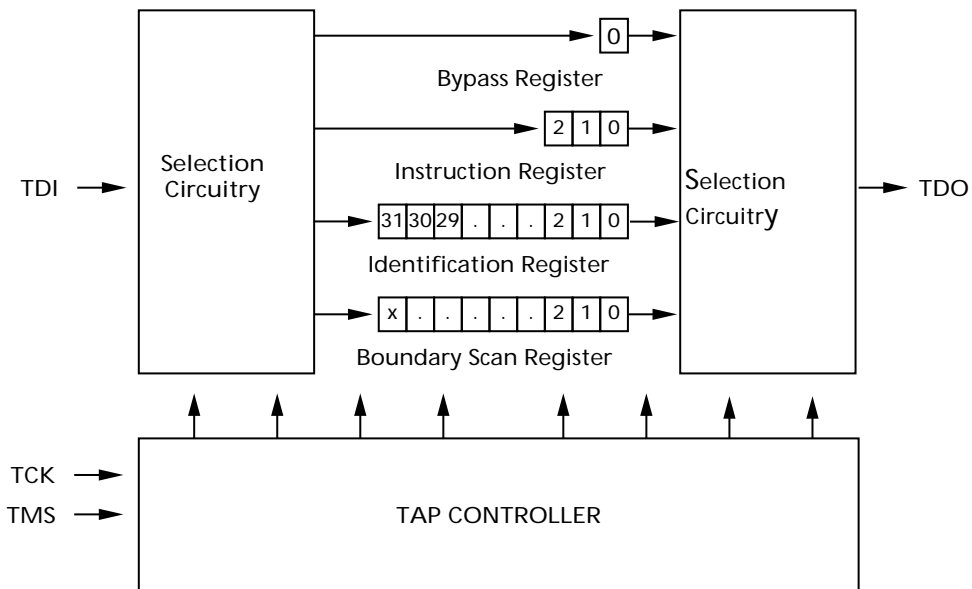 0
Bypass Register
2 1 0
Instruction Register
Selection
Circuitry
TDI
31 30 29 . . . 2 1 0
Identification Register
x . . . . . 2 1 0
Boundary Scan Register
Selection
Circuitry
TDO
TCK
TMS
TAP CONTROLLER